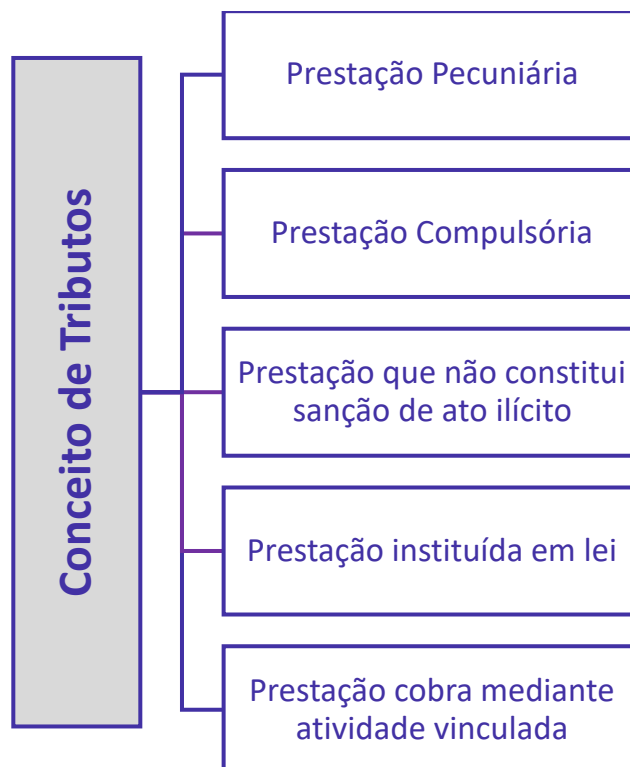 Conceito de Tributos
Prestação Pecuniária
Prestação Compulsória
Prestação que não constitui
sanção de ato ilícito
Prestação instituída em lei
Prestação cobra mediante
atividade vinculada